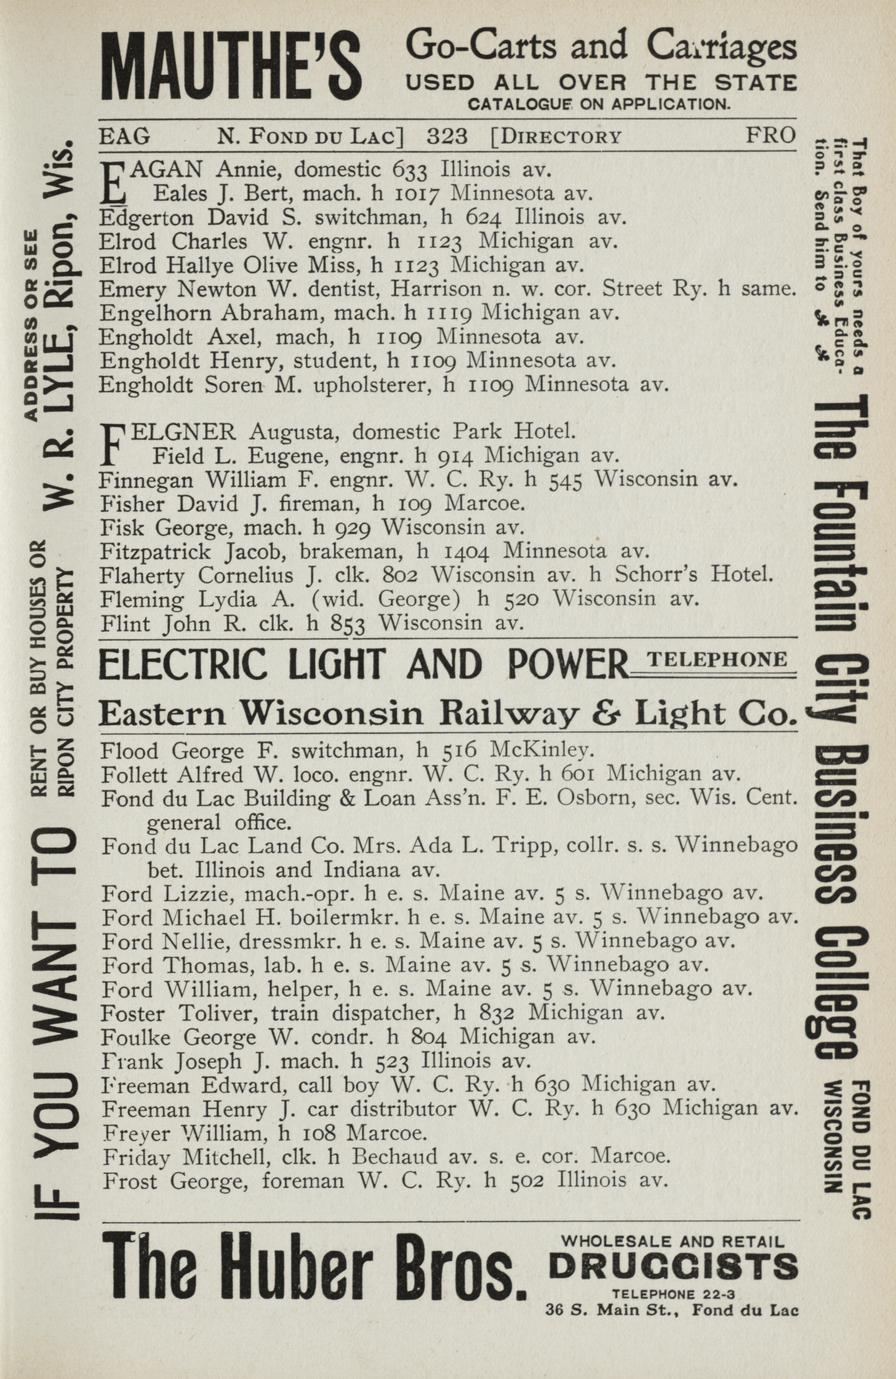 MAUTHE'S
Go-Carts and Carriages
USED ALL OVER THE STATE
CATALOGUE ON APPLICATION.
EAG N. FOND DU LAC] 323 [DIRECTORY FRO
EAGAN Annie, domestic 633 Illinois av.
Eales J. Bert, mach. h 1017 Minnesota av.
Edgerton David S. switchman, h 624 Illinois av.
Elrod Charles W. engnr. h 1123 Michigan av.
Elrod Hallye Olive Miss, h 1123 Michigan av.
Emery Newton W. dentist, Harrison n. w. cor. Street Ry. h same.
Engelhorn Abraham, mach. h 1119 Michigan av.
Engholdt Axel, mach, h 1109 Minnesota av.
Engholdt Henry, student, h 1109 Minnesota av.
Engholdt Soren M. upholsterer, h 1109 Minnesota av.
FELGNER Augusta, domestic Park Hotel.
Field L. Eugene, engnr. h 914 Michigan av.
Finnegan William F. engnr. W. C. Ry. h 545 Wisconsin av.
Fisher David J. fireman, h 109 Marcoe.
Fisk George, mach. h 929 Wisconsin av.
Fitzpatrick Jacob, brakeman, h 1404 Minnesota av.
Flaherty Cornelius J. clk. 802 Wisconsin av. h Schorr's Hotel.
Fleming Lydia A. (wid. George) h 520 Wisconsin av.
Flint John R. clk. h 853 Wisconsin av.
ELECTRIC LIGHT AND POWER TELEPHONE
Eastern Wisconsin Railway & Light Co.
Flood George F. switchman, h 516 McKinley.
Follett Alfred W. loco. engnr. W. C. Ry. h 601 Michigan av.
Fond du Lac Building & Loan Ass'n. F. E. Osborn, sec. Wis. Cent.
general office.
Fond du Lac Land Co. Mrs. Ada L. Tripp, collr. s. s. Winnebago
bet. Illinois and Indiana av.
Ford Lizzie, mach.-opr. h e. s. Maine av. 5 s. Winnebago av.
Ford Michael H. boilermkr. h e. s. Maine av. 5 s. Winnebago av.
Ford Nellie, dressmkr. h e. s. Maine av. 5 s. Winnebago av.
Ford Thomas, lab. h e. s. Maine av. 5 s. Winnebago av.
Ford William, helper, h e. s. Maine av. 5 s. Winnebago av.
Foster Toliver, train dispatcher, h 832 Michigan av.
Foulke George W. condr. h 804 Michigan av.
Frank Joseph J. mach. h 523 Illinois av.
Freeman Edward, call boy W. C. Ry. h 630 Michigan av.
Freeman Henry J. car distributor W. C. Ry. h 630 Michigan av.
Freyer William, h 108 Marcoe.
Friday Mitchell, clk. h Bechaud av. s. e. cor. Marcoe.
Frost George, foreman W. C. Ry. h 502 Illinois av.
The Huber Bros.
WHOLESALE AND RETAIL
DRUGGISTS
TELEPHONE 22-3
36 S. Main St., Fond du Lac
IF YOU WANT TO
RENT OR BUY HOUSES OR
RIPON CITY PROPERTY
ADDRESS OR SEE
W. R. LYLE, Ripon, Wis.
That Boy of yours needs a
first class Business Educa-
tion. Send him to
The Fountain City Business College
FOND DU LAC
WISCONSIN